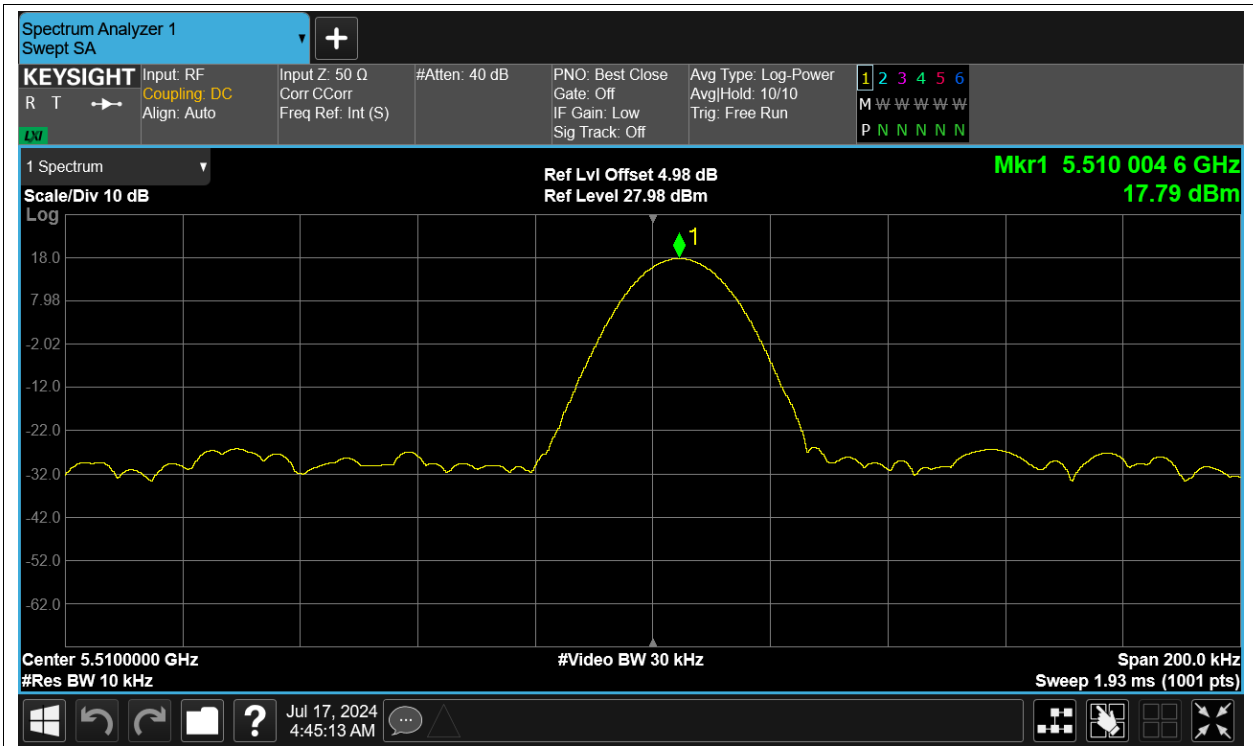 Spectrum Analyzer 1
Swept SA
KEYSIGHT
R T
LXI
Input: RF
Coupling: DC
Align: Auto
Input Z: 50 Ω
Corr CCorr
Freq Ref: Int (S)
#Atten: 40 dB
PNO: Best Close
Gate: Off
IF Gain: Low
Sig Track: Off
Avg Type: Log-Power
Avg|Hold: 10/10
Trig: Free Run
1 2 3 4 5 6
M W W W W W
P N N N N N
1 Spectrum
Scale/Div 10 dB
Log
Ref Lvl Offset 4.98 dB
Ref Level 27.98 dBm
Mkr1 5.510 004 6 GHz
17.79 dBm
1
18.0
7.98
-2.02
-12.0
-22.0
-32.0
-42.0
-52.0
-62.0
Center 5.5100000 GHz
#Video BW 30 kHz
Span 200.0 kHz
#Res BW 10 kHz
Sweep 1.93 ms (1001 pts)
?
Jul 17, 2024
4:45:13 AM